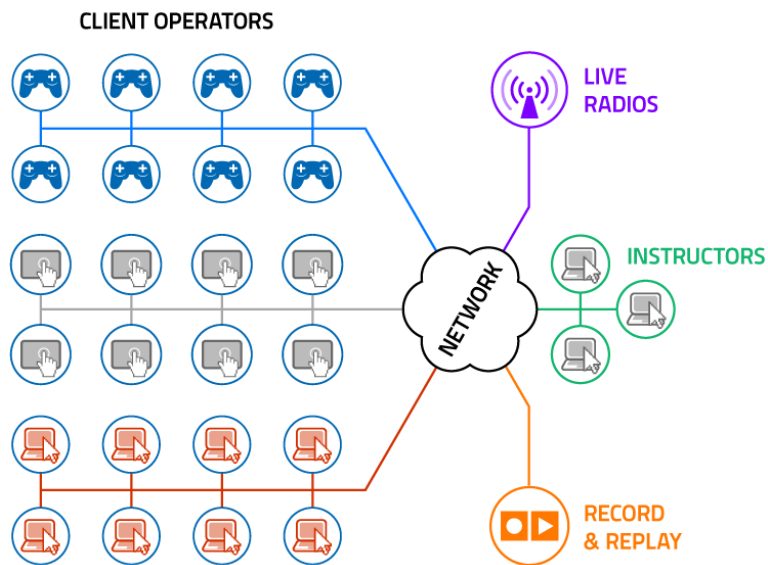 CLIENT OPERATORS
LIVE
RADIOS
INSTRUCTORS
NETWORK
RECORD
& REPLAY